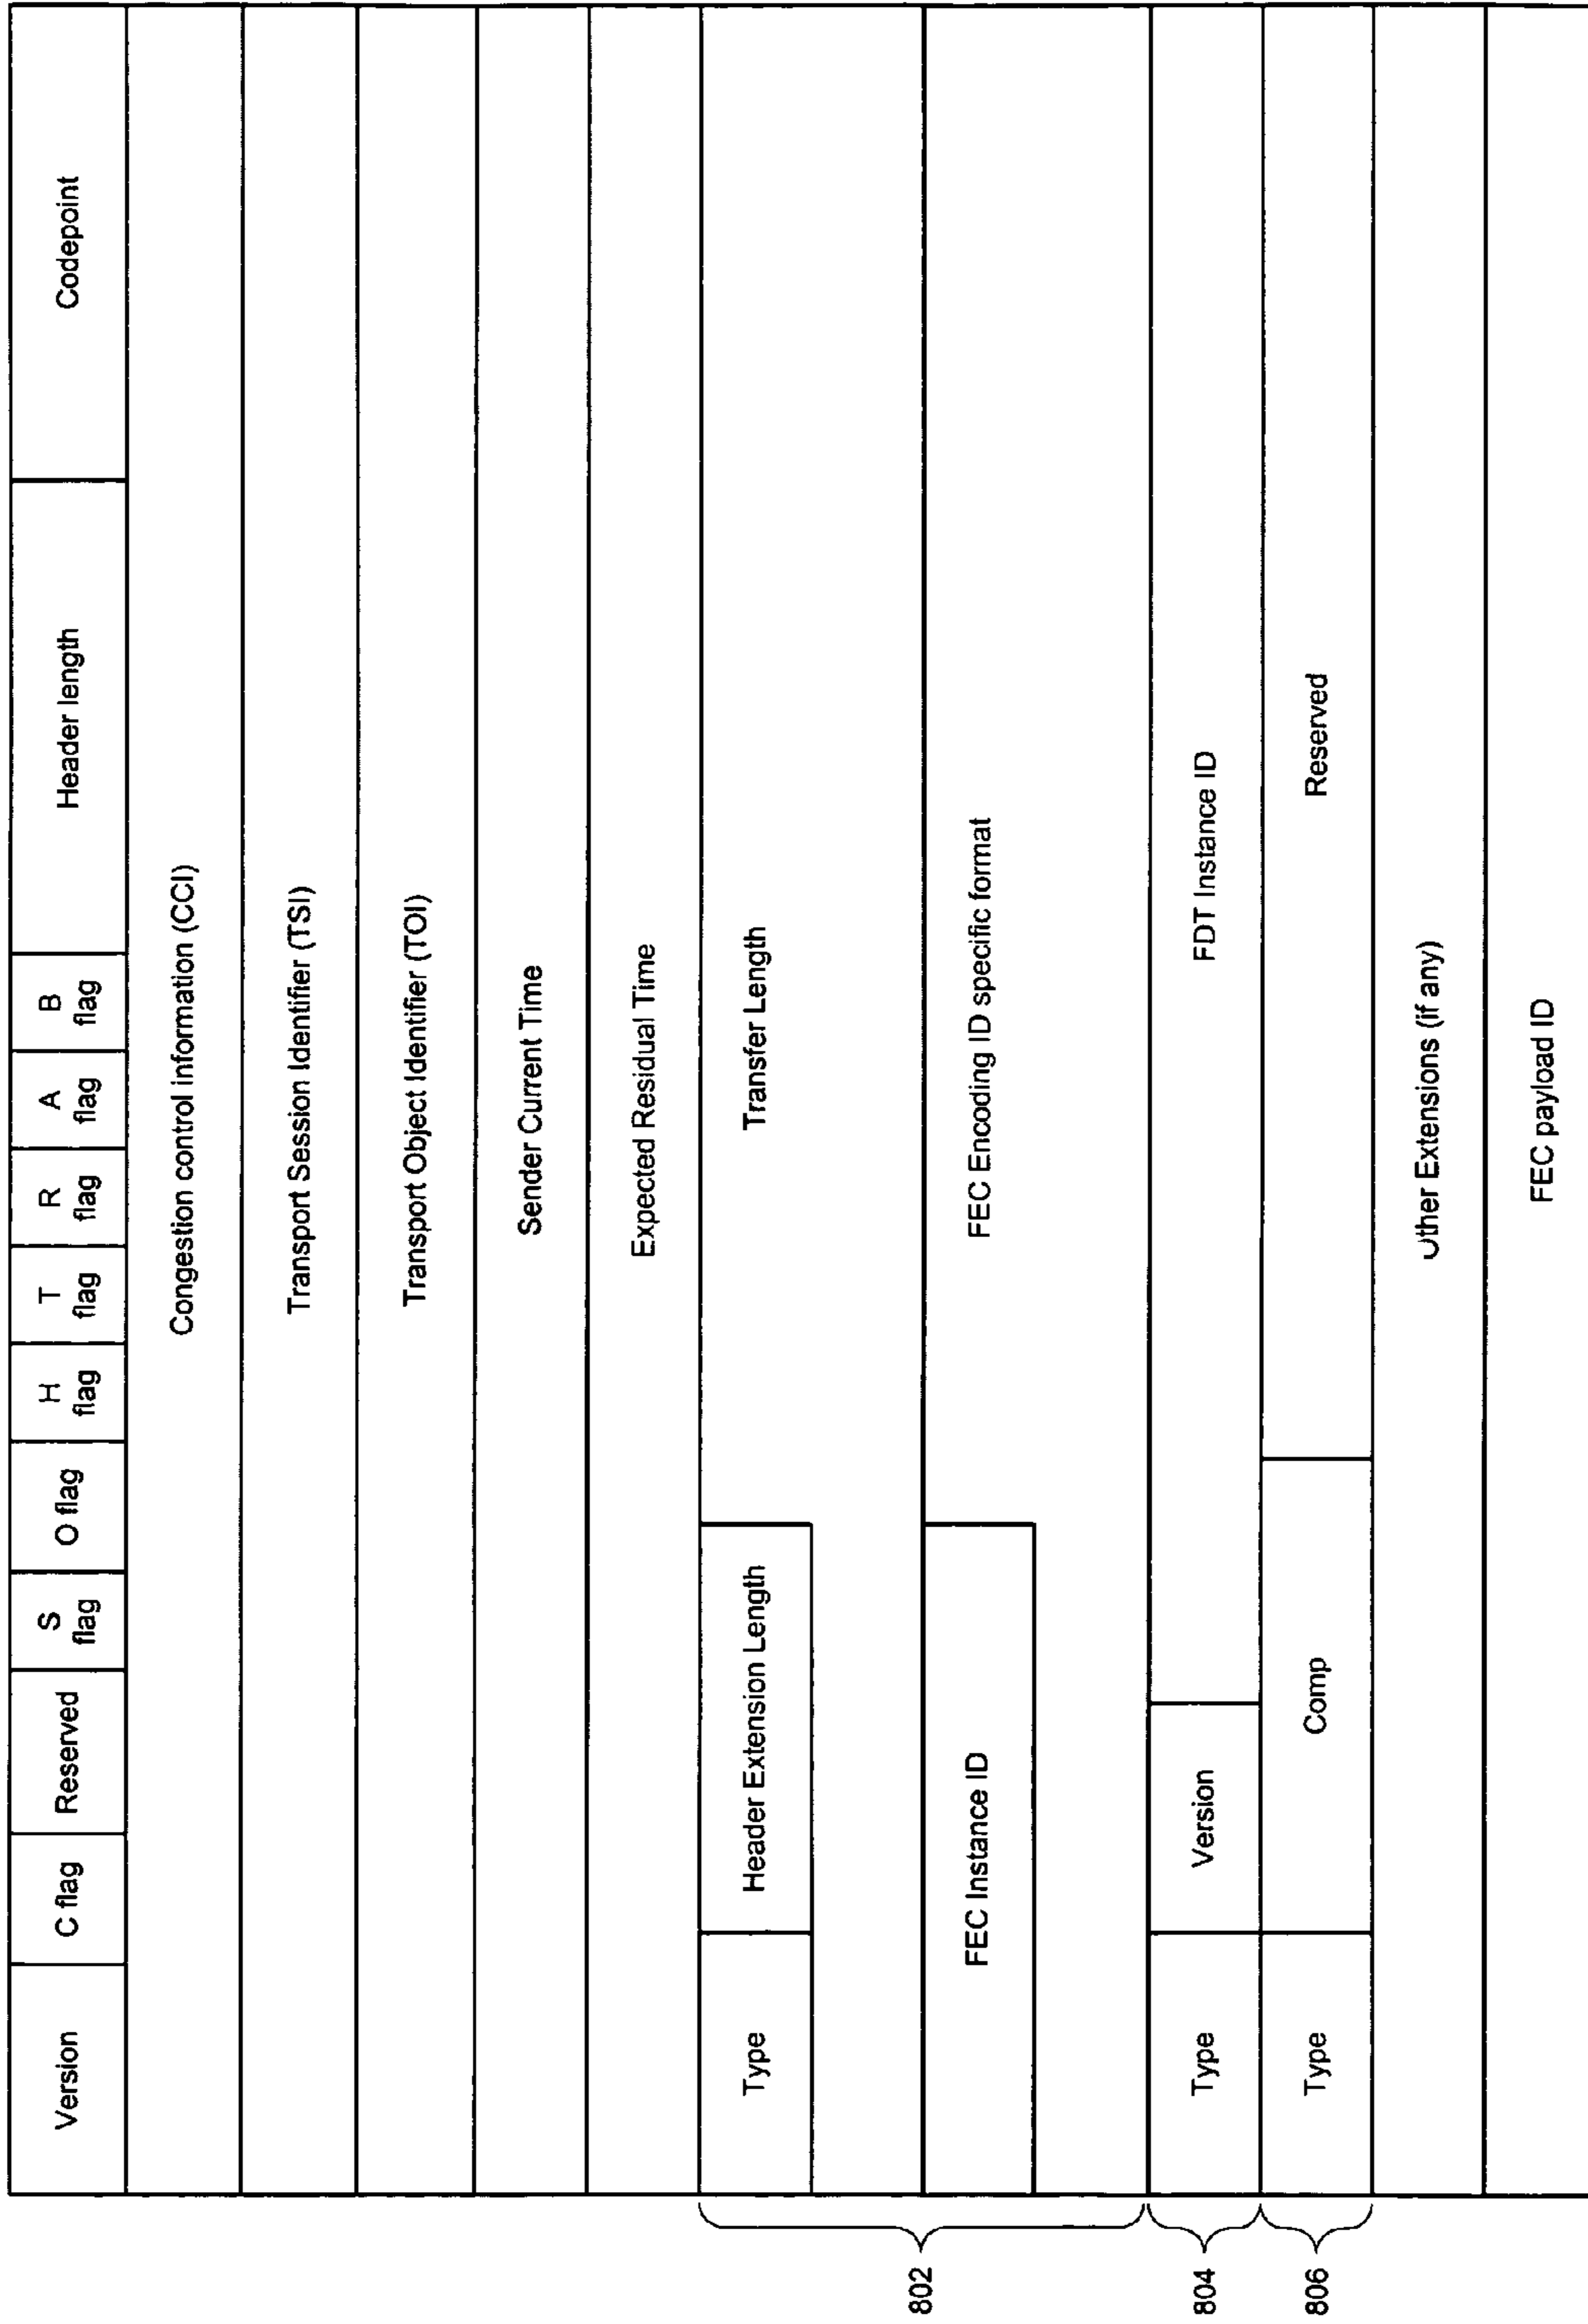 Version
C flag
Reserved
S
flag
O flag
H
flag
T
flag
R
flag
A
flag
B
flag
Header length
Codepoint
Congestion control information (CCI)
Transport Session Identifier (TSI)
Transport Object Identifier (TOI)
Sender Current Time
Expected Residual Time
802
Type
Header Extension Length
Transfer Length
FEC Instance ID
FEC Encoding ID specific format
804
Type
Version
FDT Instance ID
806
Type
Comp
Reserved
Other Extensions (if any)
FEC payload ID